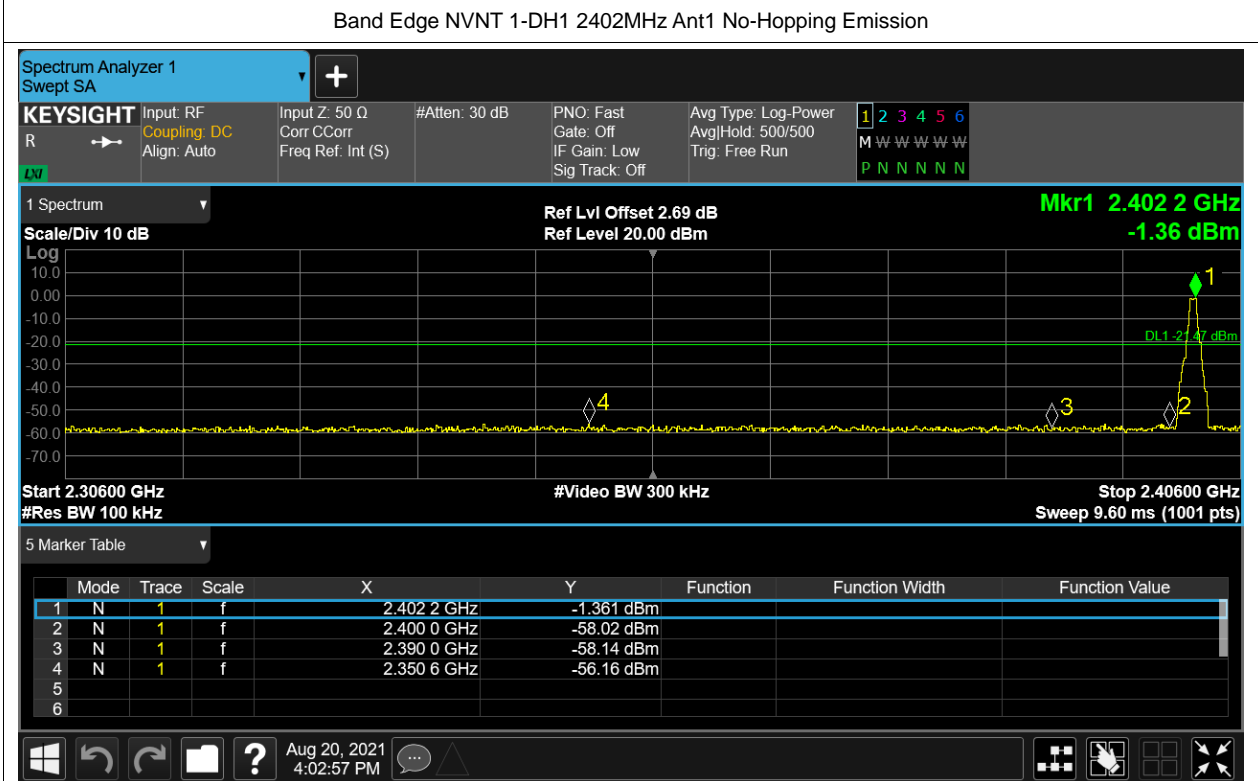 Band Edge NVNT 1-DH1 2402MHz Ant1 No-Hopping Emission
Spectrum Analyzer 1
Swept SA
+
KEYSIGHT
R
LXI
Input: RF
Coupling: DC
Align: Auto
Input Z: 50 Ω
Corr CCorr
Freq Ref: Int (S)
#Atten: 30 dB
PNO: Fast
Gate: Off
IF Gain: Low
Sig Track: Off
Avg Type: Log-Power
Avg|Hold: 500/500
Trig: Free Run
1 2 3 4 5 6
M W W W W W
P N N N N N
1 Spectrum
Scale/Div 10 dB
Ref Lvl Offset 2.69 dB
Ref Level 20.00 dBm
Mkr1 2.402 2 GHz
-1.36 dBm
Log
10.0
0.00
-10.0
-20.0
-30.0
-40.0
-50.0
-60.0
-70.0
1
DL1 -21.47 dBm
4
3
2
Start 2.30600 GHz
#Res BW 100 kHz
#Video BW 300 kHz
Stop 2.40600 GHz
Sweep 9.60 ms (1001 pts)
5 Marker Table
Mode Trace Scale X Y Function Function Width Function Value
1 N 1 f 2.402 2 GHz -1.361 dBm
2 N 1 f 2.400 0 GHz -58.02 dBm
3 N 1 f 2.390 0 GHz -58.14 dBm
4 N 1 f 2.350 6 GHz -56.16 dBm
5
6
?
Aug 20, 2021
4:02:57 PM